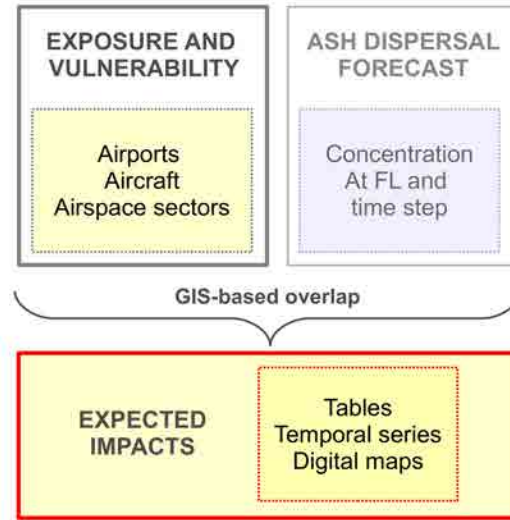 EXPOSURE AND
VULNERABILITY
Airports
Aircraft
Airspace sectors
ASH DISPERSAL
FORECAST
Concentration
At FL and
time step
GIS-based overlap
EXPECTED
IMPACTS
Tables
Temporal series
Digital maps